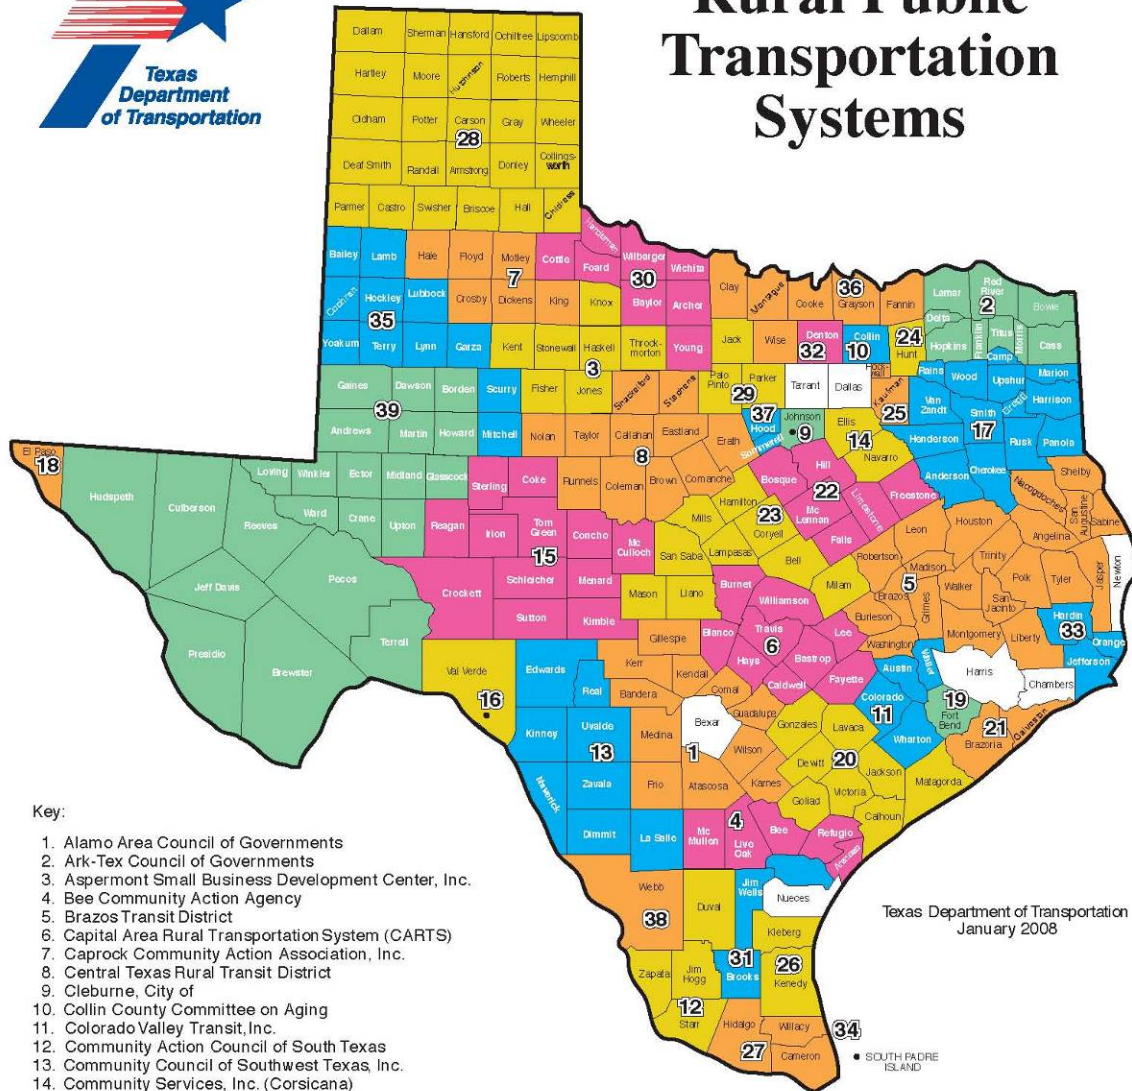 Rural Public
Transportation
Systems
Texas
Department
of Transportation
Dallam Sherman Hansford Ochiltree Lipscomb
Hartley Moore Hutchinson Roberts Hemphill
Oldham Potter Carson Gray Wheeler
28
Deaf Smith Randall Armstrong Donley Collings-
worth
Parmer Castro Swisher Briscoe Hall Childress
Hardeman
Bailey Lamb Hale Floyd Motley Cottle Foard Wilbarger Wichita
7 30
Clay Montague Cooke Grayson Fannin
36
Lamar Red
River Bowie
2
Cochran Hockley Lubbock Crosby Dickens King Knox Baylor Archer
35
Delta Hopkins Franklin Titus Morris Cass
Camp
Yoakum Terry Lynn Garza Kent Stonewall Haskell Throck-
morton Young Jack Wise Denton Collin Hunt
3 32 10 24
Rains Wood Upshur Marion
Gaines Dawson Borden Scurry Fisher Jones Shackelford Stephens Palo
Pinto Parker Tarrant Dallas Rock-
wall Kaufman
39 29 25
Van
Zandt Smith Gregg Harrison
17
Andrews Martin Howard Mitchell Nolan Taylor Callahan Eastland Erath Hood Somervell Johnson Ellis Navarro
8 37 9 14
Henderson Rusk Panola
Anderson Cherokee
El Paso
18
Hudspeth Culberson Reeves Loving Winkler Ector Midland Glasscock Sterling Coke Runnels Coleman Brown Comanche
Bosque Hill Mc
Lennan Limestone Freestone Falls
22
Ward Crane Upton Reagan Irion Tom
Green Concho Mc
Culloch
15
Mills Hamilton Coryell Lampasas Bell San Saba Milam
23
Shelby Nacogdoches San
Augustine Sabine
Leon Houston Angelina Trinity Polk Tyler Jasper Newton
Robertson Madison Brazos Grimes Walker San
Jacinto Burleson Washington Montgomery Liberty
5
Jeff Davis Pecos Crockett Schleicher Menard Sutton Kimble Mason Llano
Burnet Williamson Travis Lee Blanco Hays Bastrop Caldwell Fayette
6
Hardin Orange Jefferson
33
Presidio Brewster Terrell
Val Verde
16
Edwards Real Kinney Uvalde Maverick Zavala Dimmit La Salle
13
Gillespie Kerr Kendall Bandera Comal Guadalupe Bexar Medina Wilson Frio Atascosa Karnes
1
Austin Waller Colorado Wharton
11
Harris Chambers
Fort
Bend
19
Brazoria Galveston
21
Gonzales Lavaca Dewitt Jackson Victoria Goliad Calhoun Matagorda
20
Mc
Mullen Live
Oak Bee Refugio Aransas
4
Webb
38
Duval Jim
Wells Nueces Kleberg
Zapata Jim
Hogg Brooks Kenedy
31 26
Starr
12
Hidalgo Willacy Cameron
27 34
SOUTH PADRE
ISLAND
Texas Department of Transportation
January 2008
Key:
1. Alamo Area Council of Governments
2. Ark-Tex Council of Governments
3. Aspermont Small Business Development Center, Inc.
4. Bee Community Action Agency
5. Brazos Transit District
6. Capital Area Rural Transportation System (CARTS)
7. Caprock Community Action Association, Inc.
8. Central Texas Rural Transit District
9. Cleburne, City of
10. Collin County Committee on Aging
11. Colorado Valley Transit, Inc.
12. Community Action Council of South Texas
13. Community Council of Southwest Texas, Inc.
14. Community Services, Inc. (Corsicana)